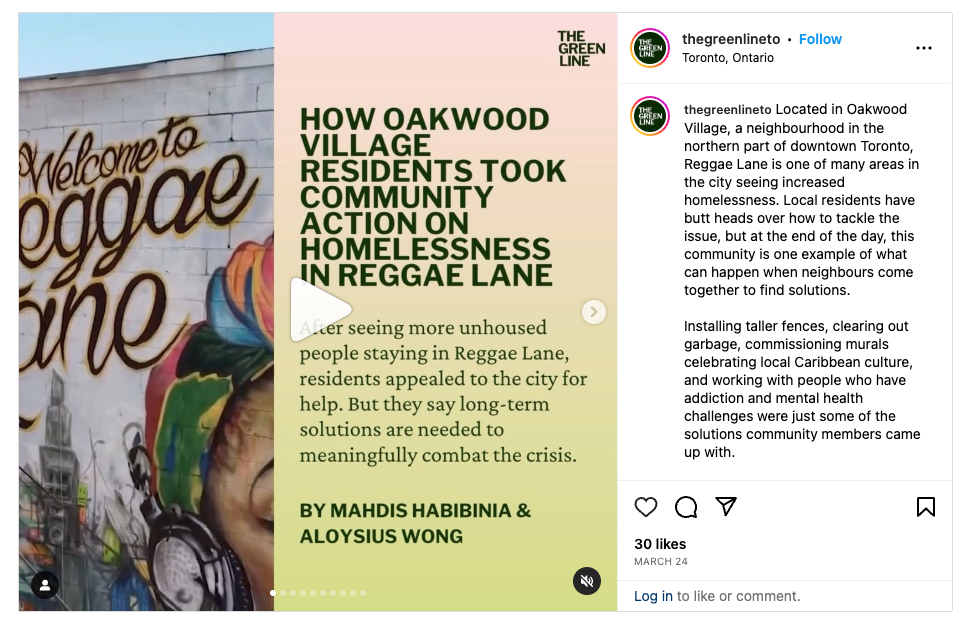 Welcome to
eggae
ane
THE
GREEN
LINE
HOW OAKWOOD
VILLAGE
RESIDENTS TOOK
COMMUNITY
ACTION ON
HOMELESSNESS
IN REGGAE LANE
After seeing more unhoused
people staying in Reggae Lane,
residents appealed to the city for
help. But they say long-term
solutions are needed to
meaningfully combat the crisis.
BY MAHDIS HABIBINIA &
ALOYSIUS WONG
THE
GREEN
LINE
thegreenlineto • Follow
Toronto, Ontario
THE
GREEN
LINE
thegreenlineto Located in Oakwood
Village, a neighbourhood in the
northern part of downtown Toronto,
Reggae Lane is one of many areas in
the city seeing increased
homelessness. Local residents have
butt heads over how to tackle the
issue, but at the end of the day, this
community is one example of what
can happen when neighbours come
together to find solutions.
Installing taller fences, clearing out
garbage, commissioning murals
celebrating local Caribbean culture,
and working with people who have
addiction and mental health
challenges were just some of the
solutions community members came
up with.
30 likes
MARCH 24
Log in to like or comment.